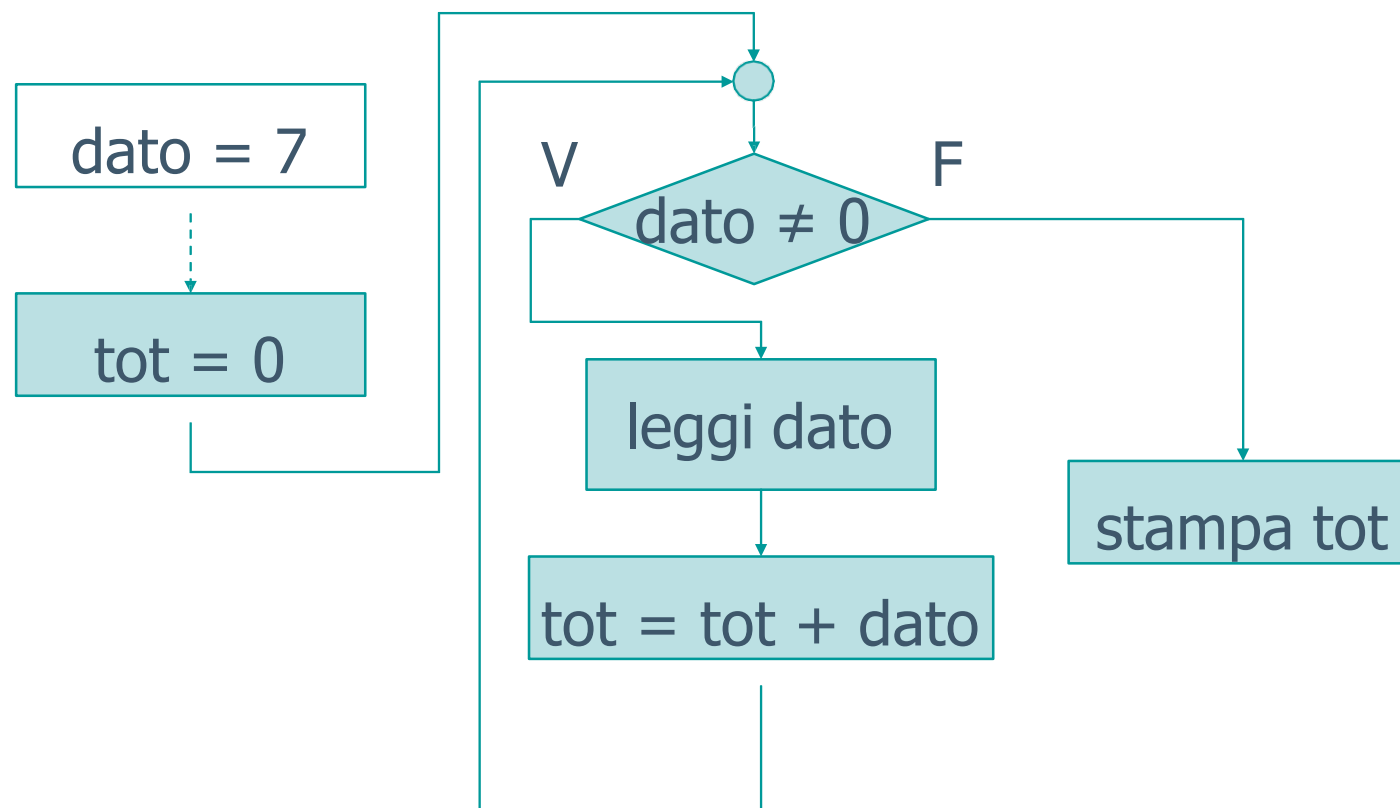 dato = 7
tot = 0
V
F
dato ≠ 0
leggi dato
tot = tot + dato
stampa tot